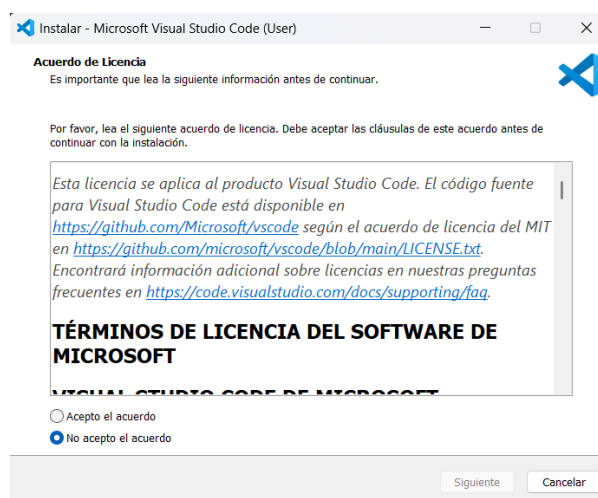 Instalar - Microsoft Visual Studio Code (User)
Acuerdo de Licencia
Es importante que lea la siguiente información antes de continuar.
Por favor, lea el siguiente acuerdo de licencia. Debe aceptar las cláusulas de este acuerdo antes de
continuar con la instalación.
Esta licencia se aplica al producto Visual Studio Code. El código fuente
para Visual Studio Code está disponible en
https://github.com/Microsoft/vscode según el acuerdo de licencia del MIT
en https://github.com/microsoft/vscode/blob/main/LICENSE.txt.
Encontrará información adicional sobre licencias en nuestras preguntas
frecuentes en https://code.visualstudio.com/docs/supporting/faq.
TÉRMINOS DE LICENCIA DEL SOFTWARE DE
MICROSOFT
VISUAL STUDIO CODE DE MICROSOFT
Acepto el acuerdo
No acepto el acuerdo
Siguiente
Cancelar